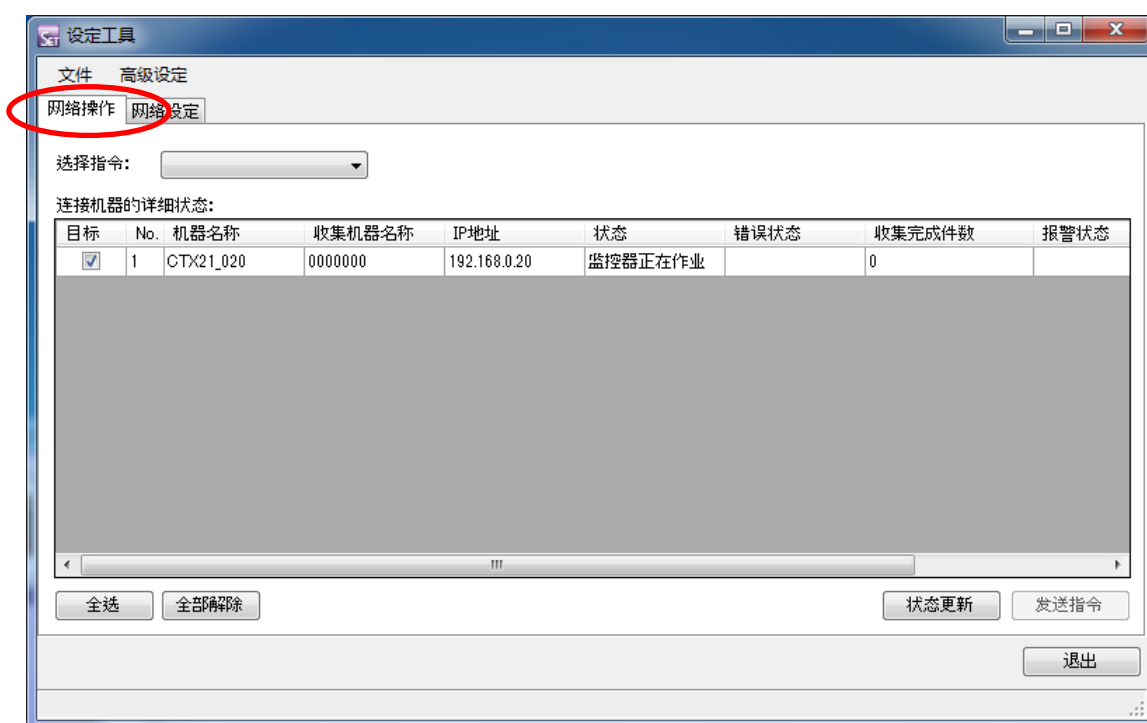 SET 设定工具
文件 高级设定
网络操作 网络设定
选择指令:
连接机器的详细状态:
目标 No. 机器名称 收集机器名称 IP地址 状态 错误状态 收集完成件数 报警状态
1 CTX21_020 0000000 192.168.0.20 监控器正在作业 0
全选 全部解除 状态更新 发送指令
退出